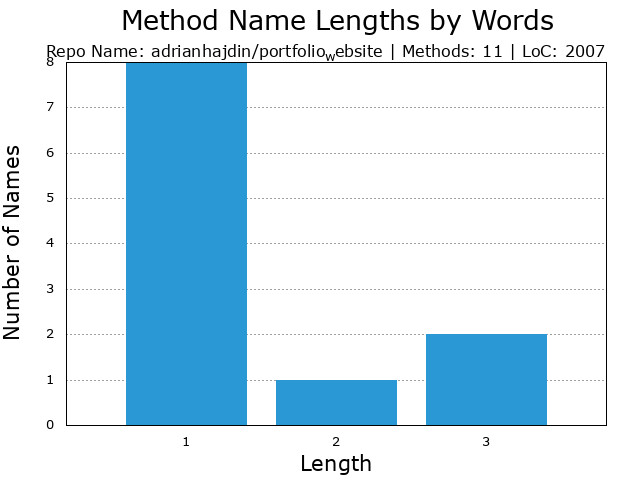 Method Name Lengths by Words
Repo Name: adrianhajdin/portfoliowebsite | Methods: 11 | LoC: 2007
8
7
6
5
4
3
2
1
0
Number of Names
1 2 3
Length